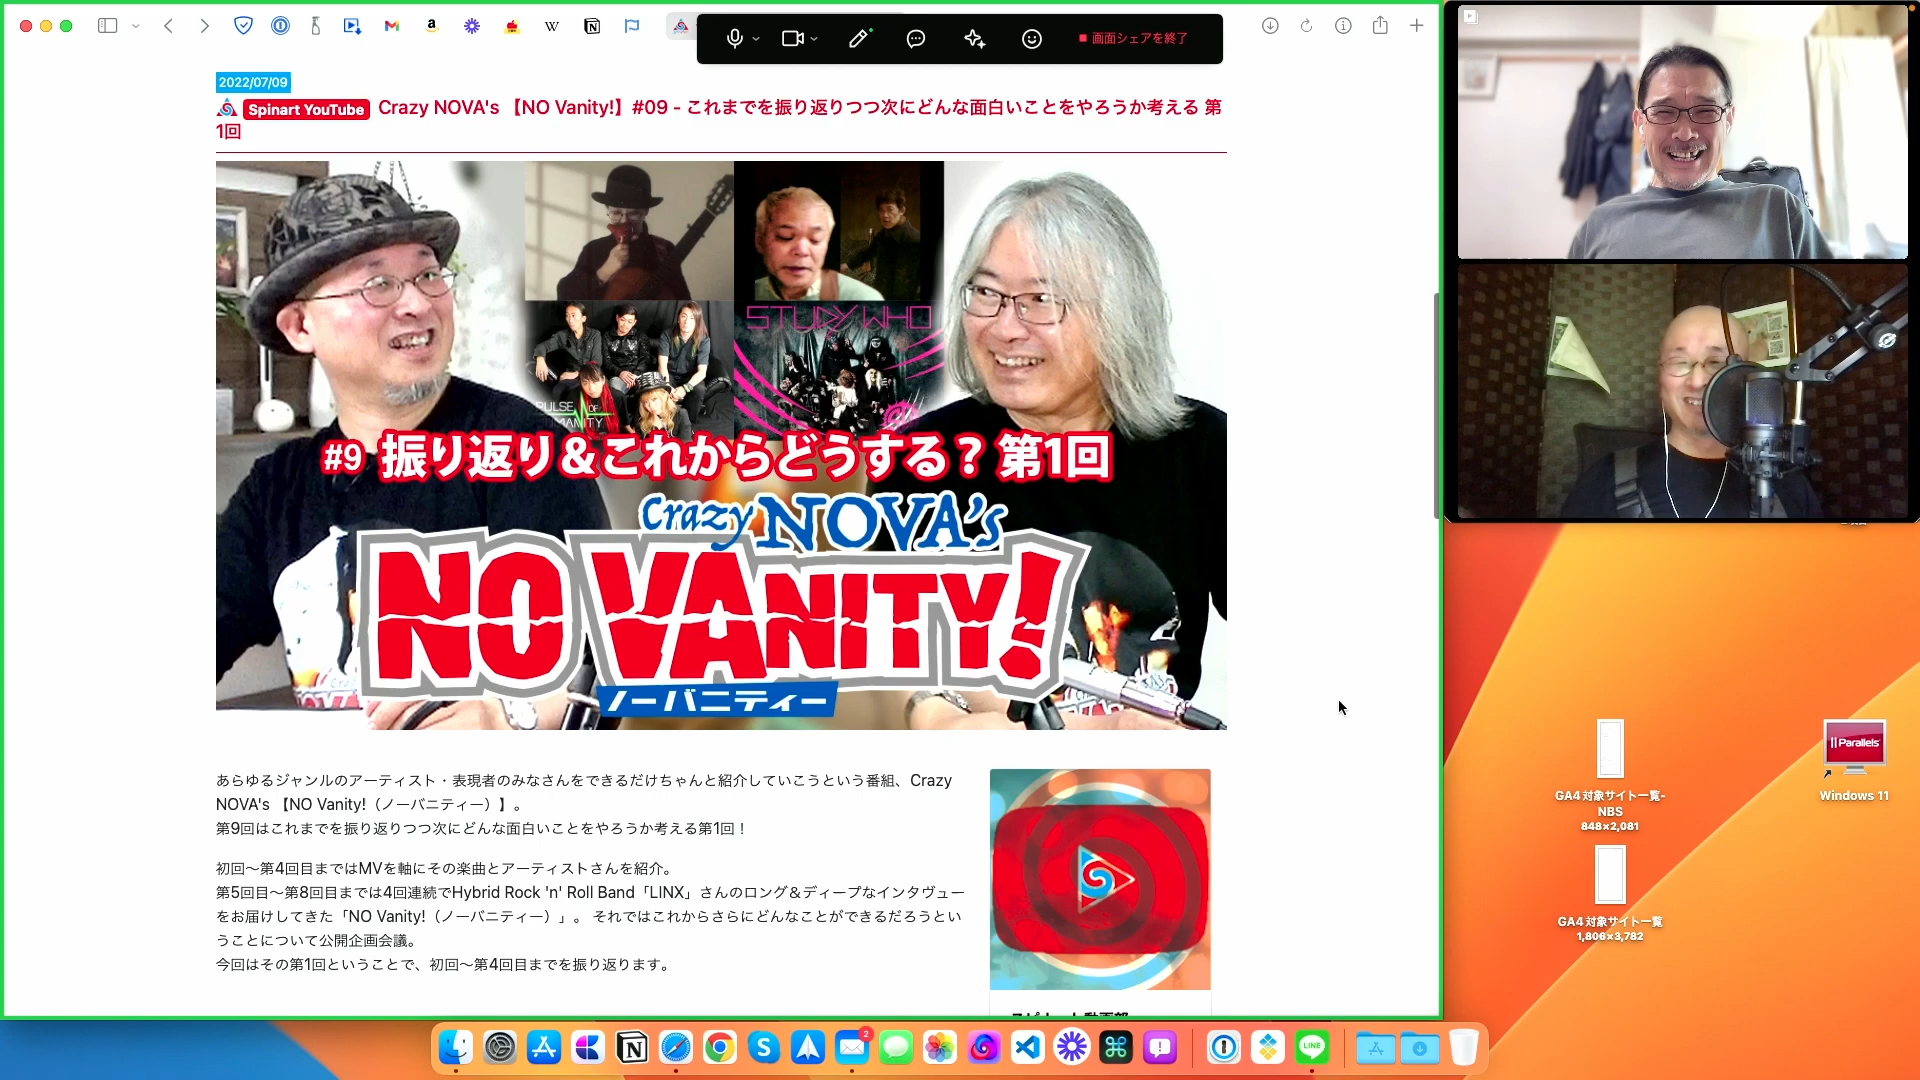 画面シェアを終了
2022/07/09
Spinart YouTube Crazy NOVA's 【NO Vanity!】#09 - これまでを振り返りつつ次にどんな面白いことをやろうか考える 第
1回
STUDY WHO
PULSE OF
HUMANITY
#9 振り返り＆これからどうする？ 第1回
Crazy NOVA's
NO VANITY!
ノーバニティー
あらゆるジャンルのアーティスト・表現者のみなさんをできるだけちゃんと紹介していこうという番組、Crazy
NOVA's 【NO Vanity!（ノーバニティー）】。
第9回はこれまでを振り返りつつ次にどんな面白いことをやろうか考える第1回！
初回〜第4回目まではMVを軸にその楽曲とアーティストさんを紹介。
第5回目〜第8回目までは4回連続でHybrid Rock 'n' Roll Band「LINX」さんのロング＆ディープなインタヴュー
をお届けしてきた「NO Vanity!（ノーバニティー）」。 それではこれからさらにどんなことができるだろうとい
うことについて公開企画会議。
今回はその第1回ということで、初回〜第4回目までを振り返ります。
GA4 対象サイト一覧-
NBS
848×2,081
Parallels
Windows 11
GA4 対象サイト一覧
1,806×3,782
2
LINE